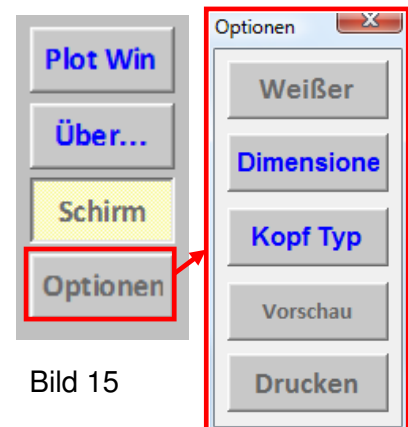 Plot Win
Über...
Schirm
Optionen
Bild 15
Optionen
X
Weißer
Dimensione
Kopf Typ
Vorschau
Drucken